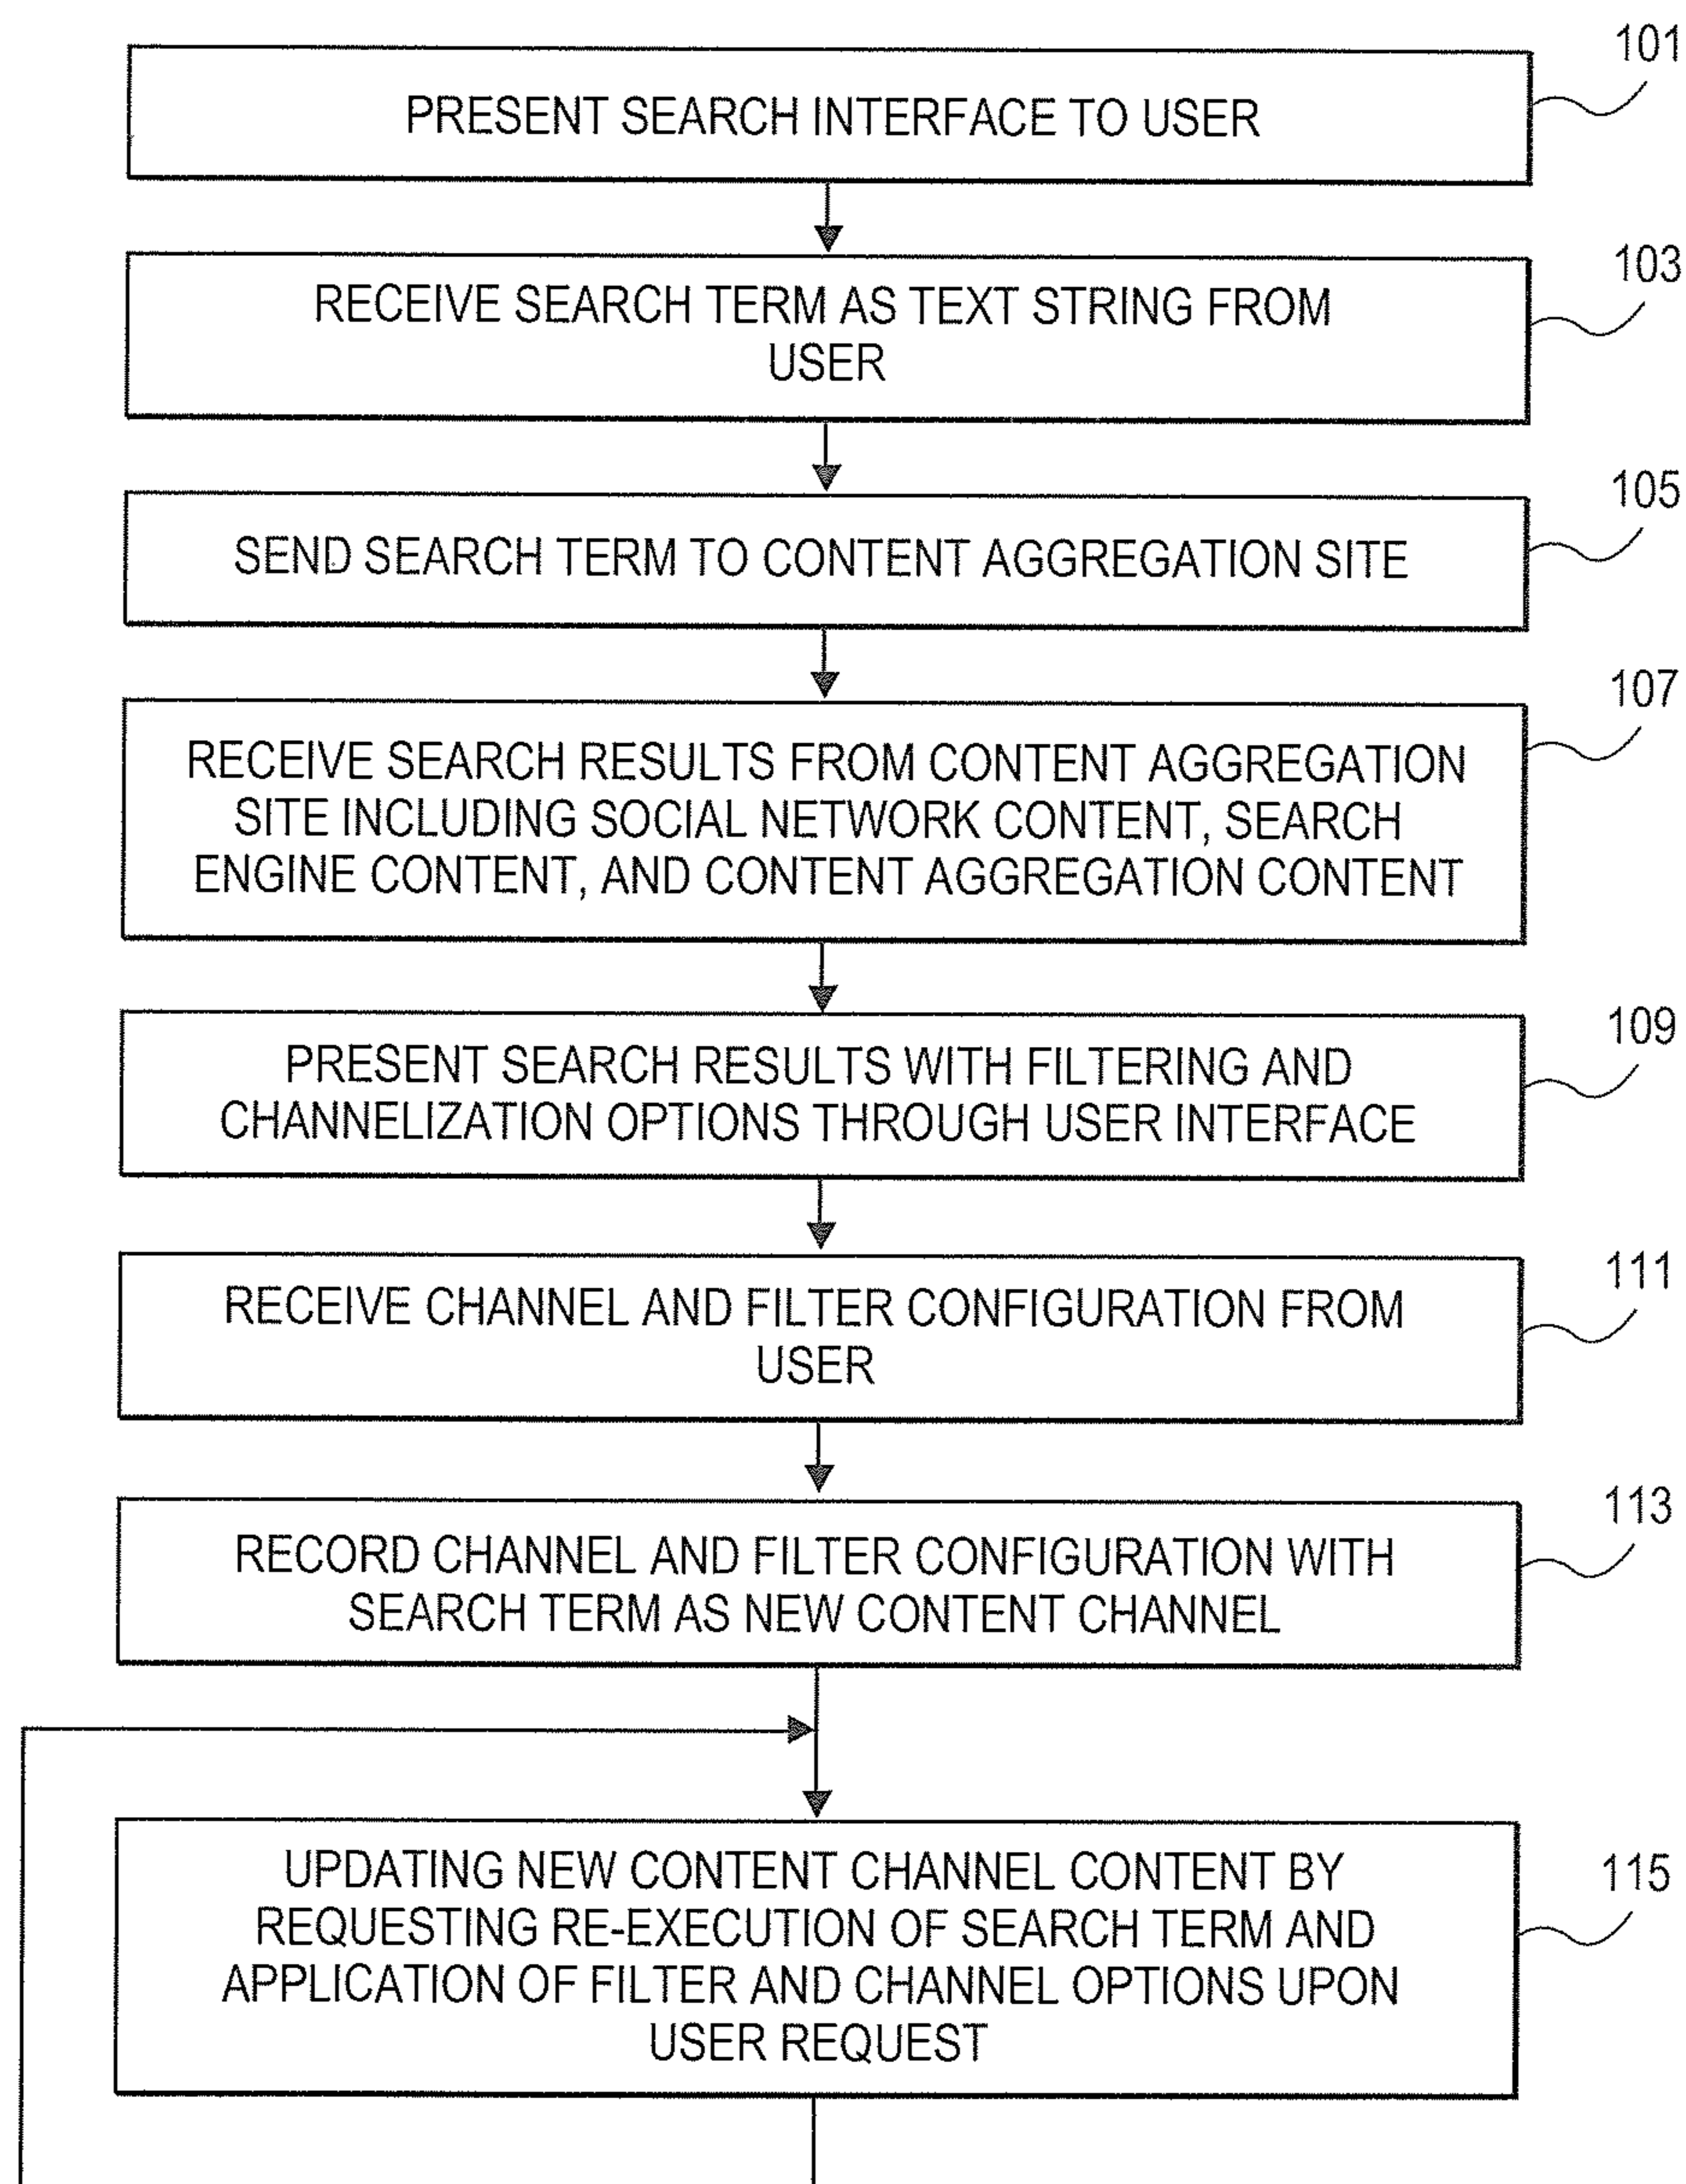 101
PRESENT SEARCH INTERFACE TO USER
103
RECEIVE SEARCH TERM AS TEXT STRING FROM
USER
105
SEND SEARCH TERM TO CONTENT AGGREGATION SITE
107
RECEIVE SEARCH RESULTS FROM CONTENT AGGREGATION
SITE INCLUDING SOCIAL NETWORK CONTENT, SEARCH
ENGINE CONTENT, AND CONTENT AGGREGATION CONTENT
109
PRESENT SEARCH RESULTS WITH FILTERING AND
CHANNELIZATION OPTIONS THROUGH USER INTERFACE
111
RECEIVE CHANNEL AND FILTER CONFIGURATION FROM
USER
113
RECORD CHANNEL AND FILTER CONFIGURATION WITH
SEARCH TERM AS NEW CONTENT CHANNEL
115
UPDATING NEW CONTENT CHANNEL CONTENT BY
REQUESTING RE-EXECUTION OF SEARCH TERM AND
APPLICATION OF FILTER AND CHANNEL OPTIONS UPON
USER REQUEST